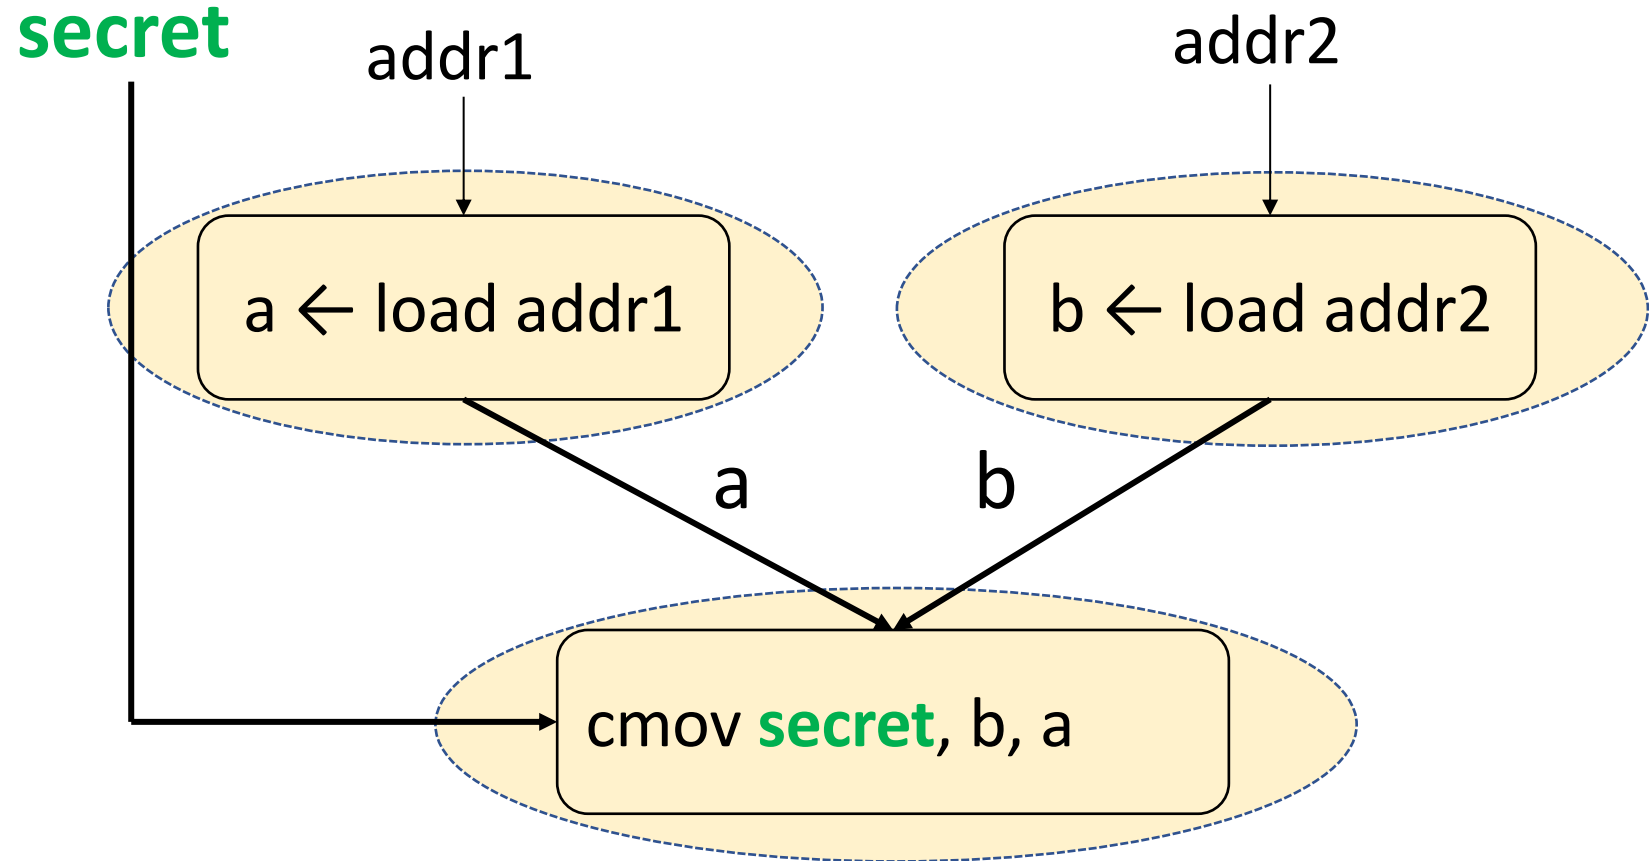 secret
addr1
addr2
a ← load addr1
b ← load addr2
a
b
cmov secret, b, a